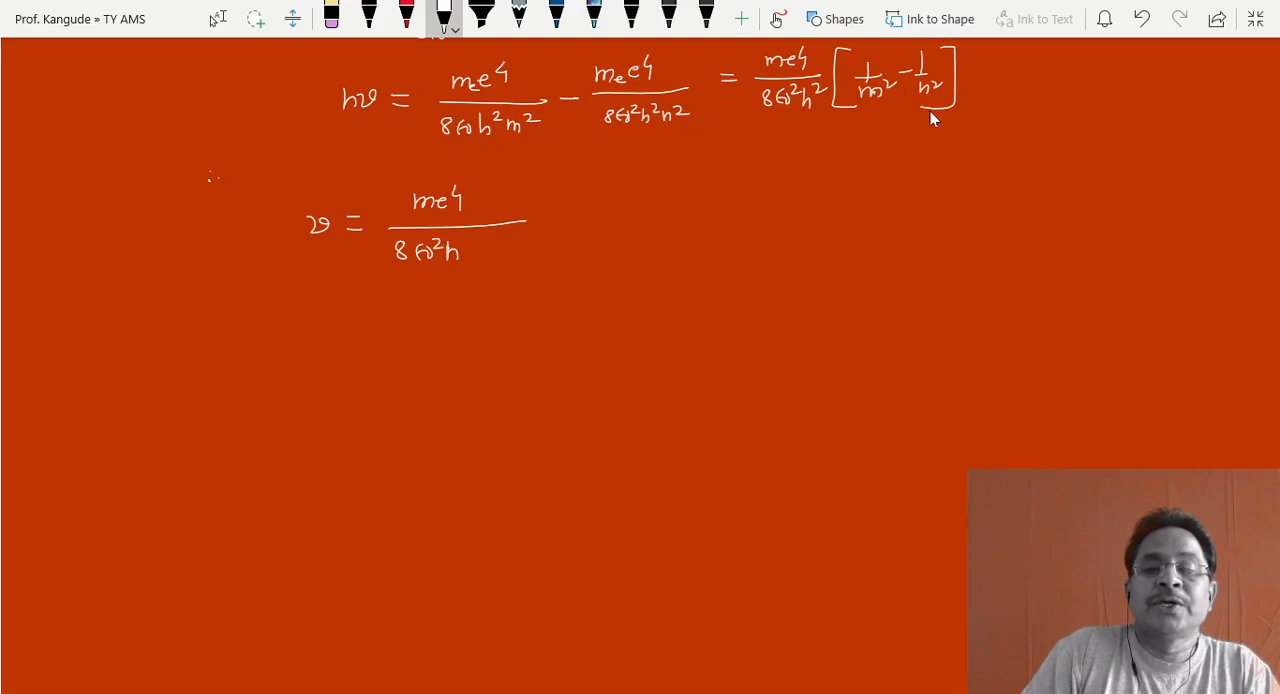 Prof. Kangude » TY AMS Shapes Ink to Shape Ink to Text
hν = mₑe⁴ / 8ε₀h²m² − mₑe⁴ / 8ε₀²h²n² = me⁴ / 8ε₀²h² [ 1/m² − 1/n² ]
∴
ν = me⁴ / 8ε₀²h